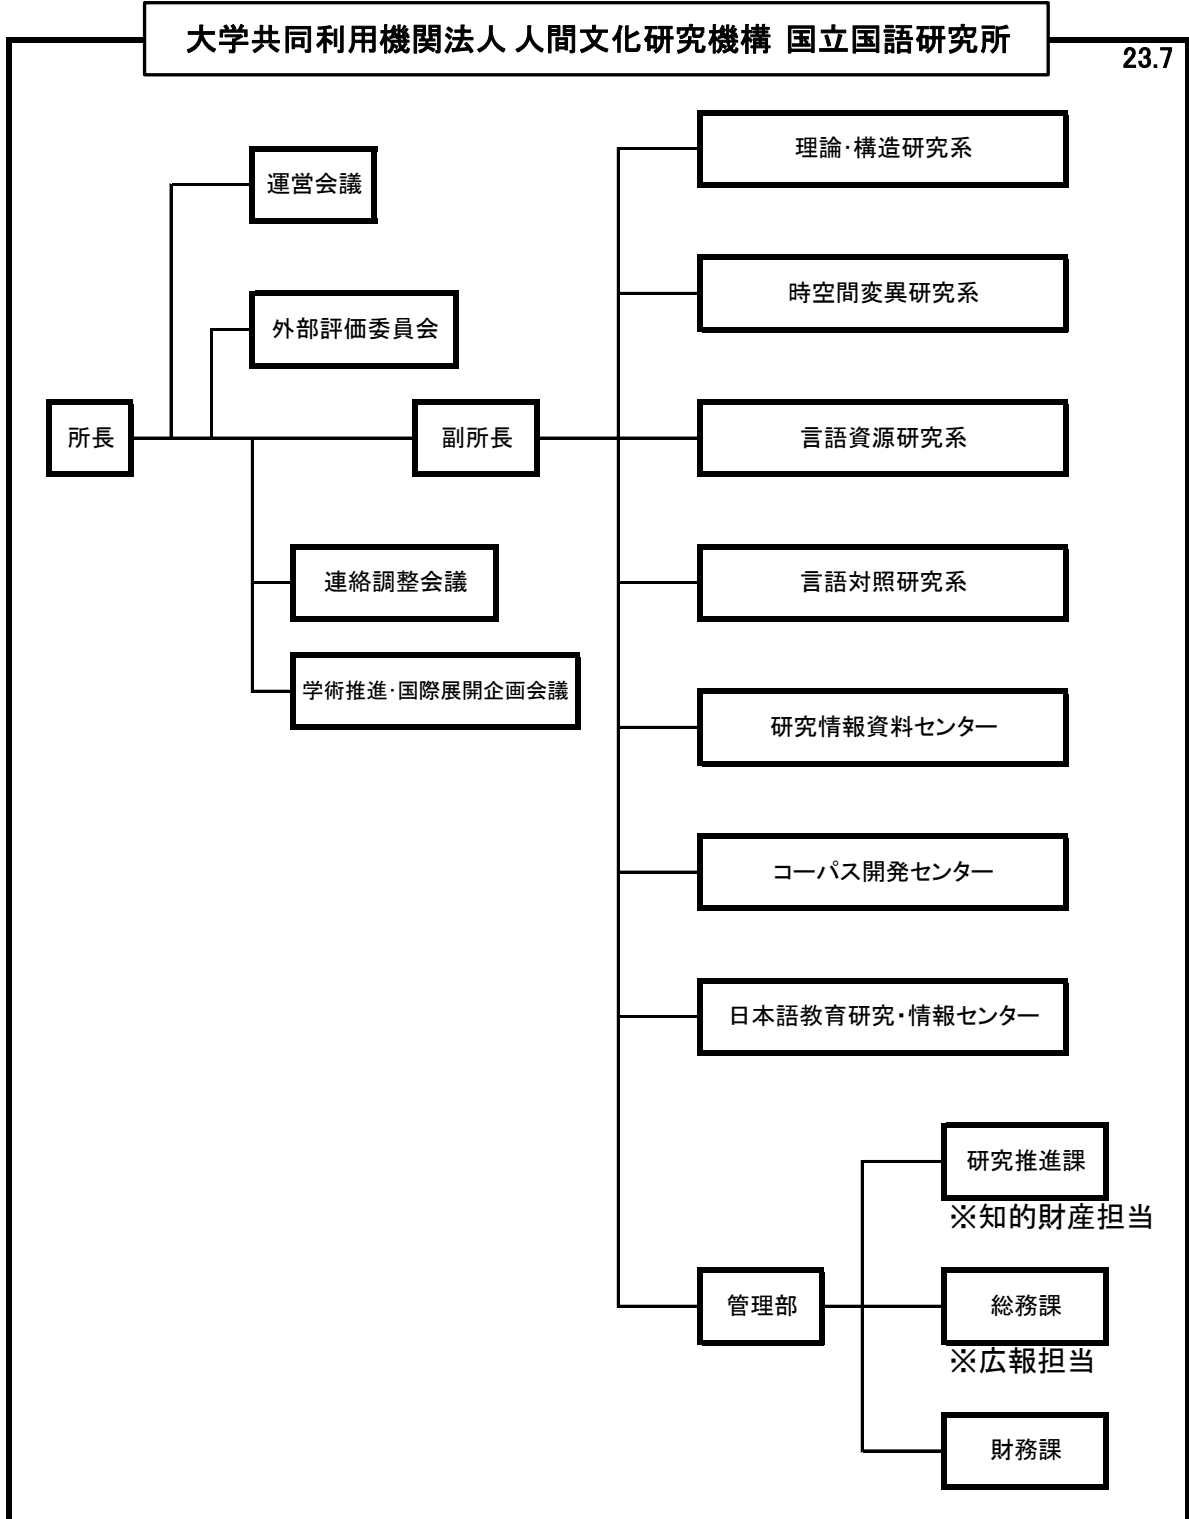 大学共同利用機関法人 人間文化研究機構 国立国語研究所
23.7
運営会議
外部評価委員会
所長
副所長
連絡調整会議
学術推進・国際展開企画会議
理論・構造研究系
時空間変異研究系
言語資源研究系
言語対照研究系
研究情報資料センター
コーパス開発センター
日本語教育研究・情報センター
管理部
研究推進課
※知的財産担当
総務課
※広報担当
財務課